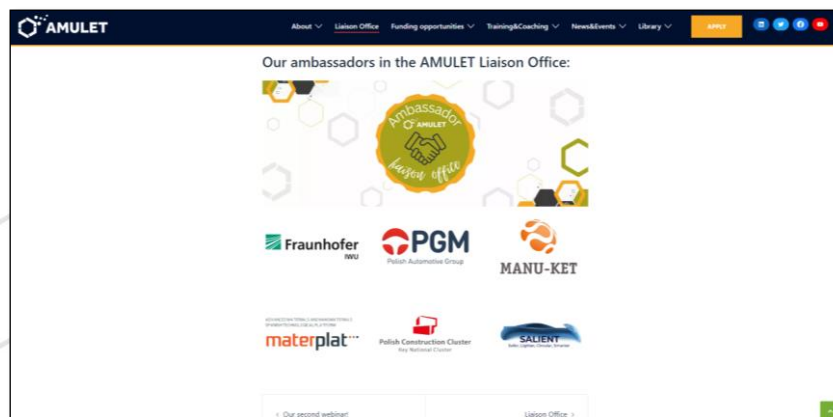 AMULET
About Liaison Office Funding opportunities Training&Coaching News&Events Library APPLY
Our ambassadors in the AMULET Liaison Office:
Ambassador
AMULET
liaison office
Fraunhofer
IWU
PGM
Polish Automotive Group
MANU-KET
materplat
Polish Construction Cluster
Key National Cluster
SALIENT
‹ Our second webinar!
Liaison Office ›